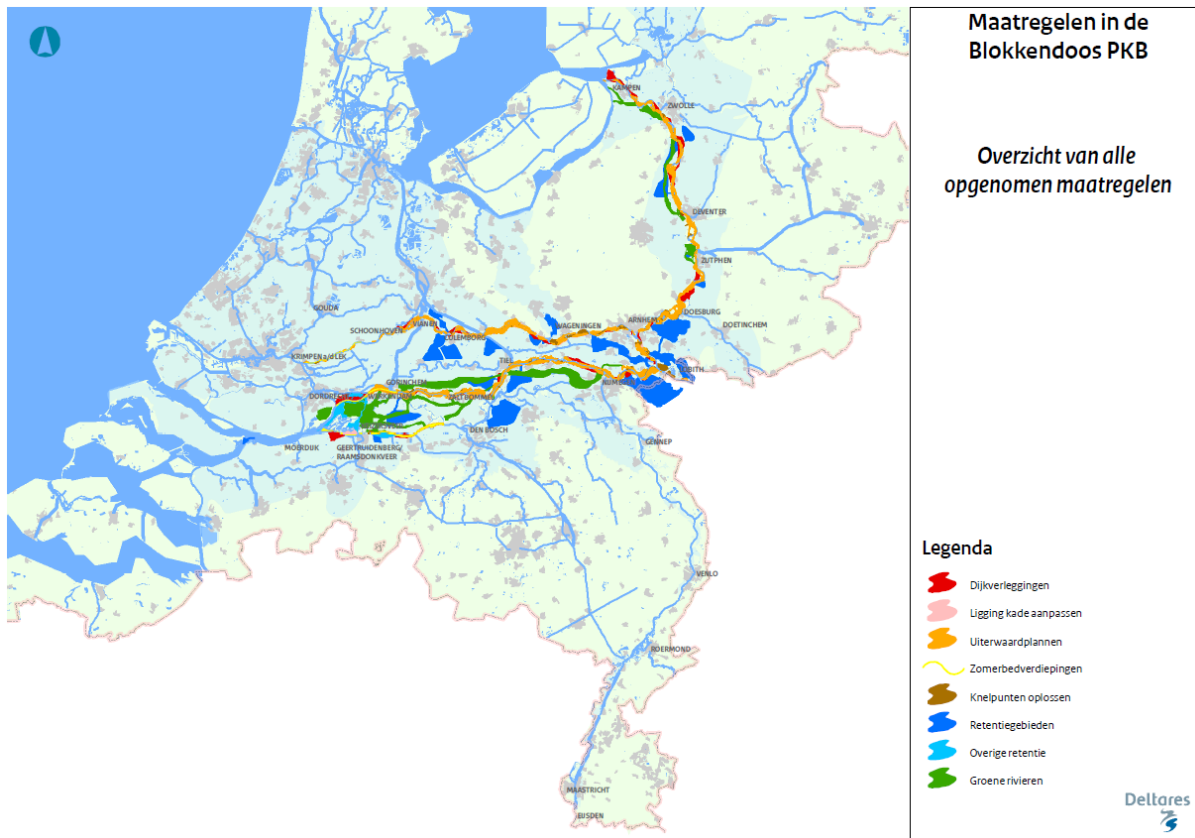 Maatregelen in de
Blokkendoos PKB
Overzicht van alle
opgenomen maatregelen
KAMPEN
ZWOLLE
DEVENTER
ZUTPHEN
DOESBURG
DOETINCHEM
ARNHEM
WAGENINGEN
GOUDA
SCHOONHOVEN
VIANEN
CULEMBORG
KRIMPEN a/d LEK
TIEL
LOBITH
NIJMEGEN
GORINCHEM
DORDRECHT
WERKENDAM
ZALTBOMMEL
DEN BOSCH
MOERDIJK
GEERTRUIDENBERG/
RAAMSDONKVEER
GENNEP
VENLO
ROERMOND
MAASTRICHT
EIJSDEN
Legenda
Dijkverleggingen
Ligging kade aanpassen
Uiterwaardplannen
Zomerbedverdiepingen
Knelpunten oplossen
Retentiegebieden
Overige retentie
Groene rivieren
Deltares